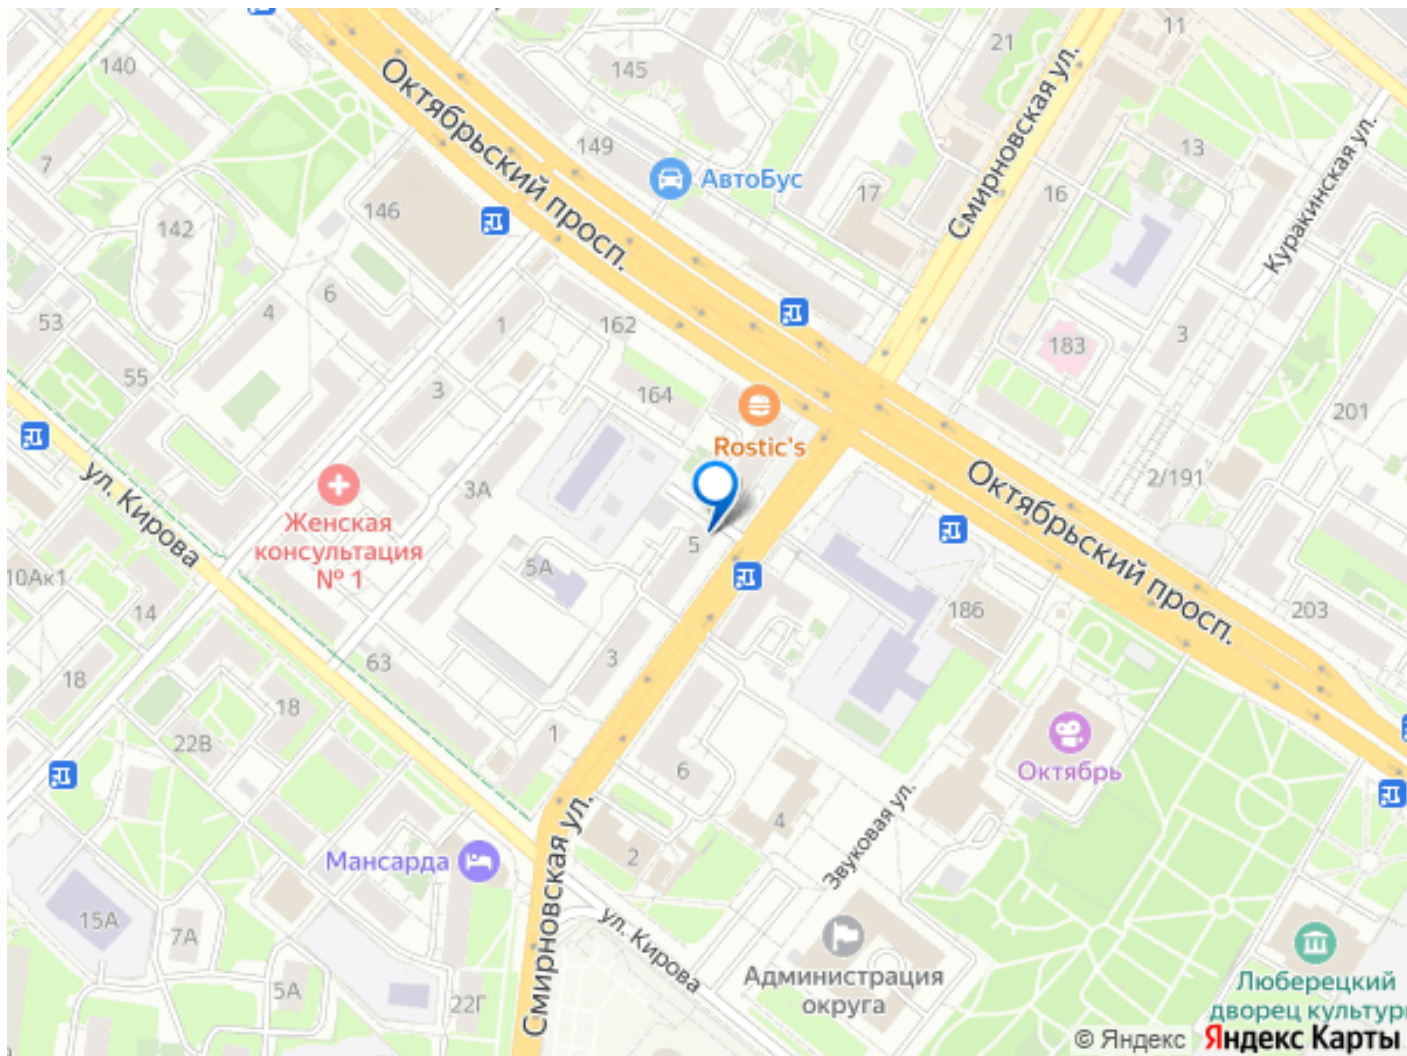 140
145
21
11
Октябрьский просп.
Смирновская ул.
Куракинская ул.
149
АвтоБус
13
7
146
17
16
142
6
4
53
1
162
183
3
55
3
164
201
Rostic's
ул. Кирова
3А
2/191
Октябрьский просп.
Женская
консультация
№ 1
5
5А
10Ак1
14
186
203
63
3
18
18
22В
1
6
Октябрь
4
Звуковая ул.
2
Мансарда
Смирновская ул.
15А
7А
ул. Кирова
Администрация
округа
5А
22Г
Люберецкий
дворец культуры
© Яндекс Яндекс Карты